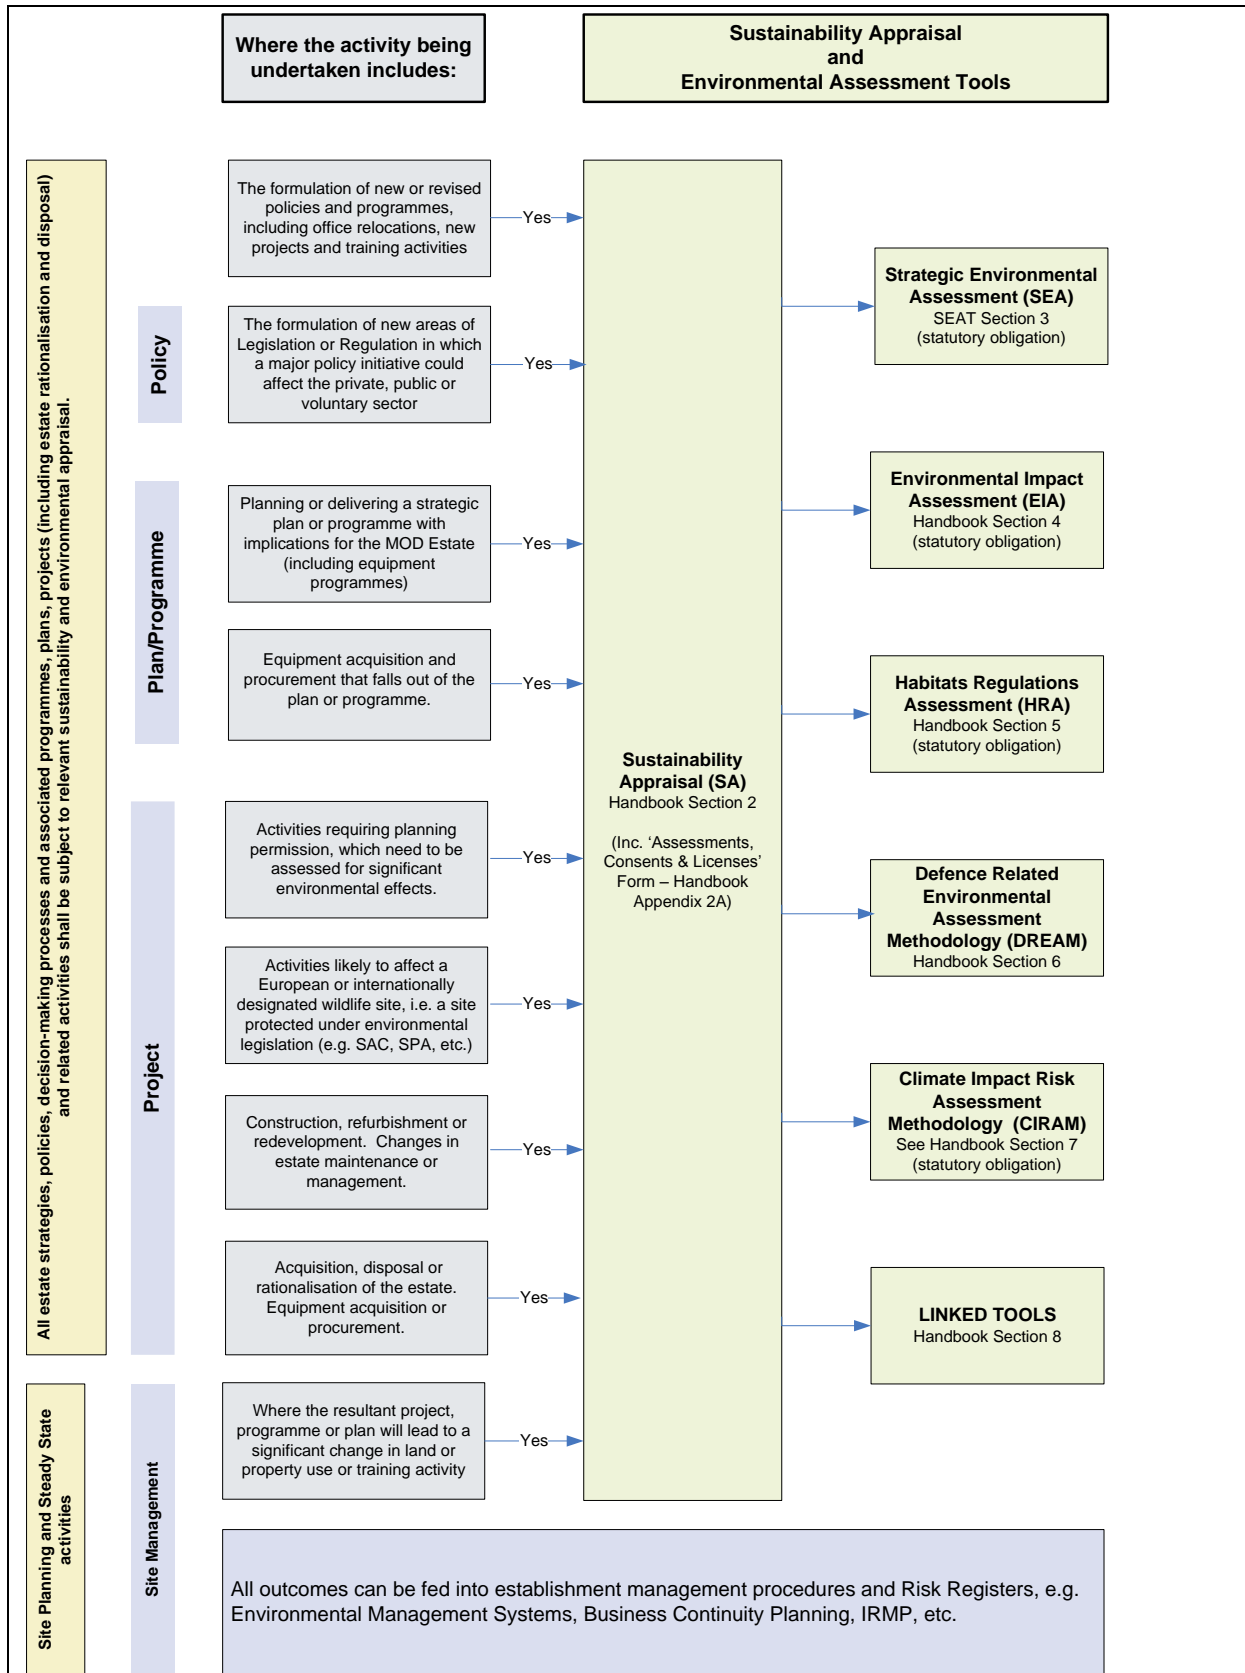 Where the activity being
undertaken includes:
Sustainability Appraisal
and
Environmental Assessment Tools
All estate strategies, policies, decision-making processes and associated programmes, plans, projects (including estate rationalisation and disposal)
and related activities shall be subject to relevant sustainability and environmental appraisal.
Policy
The formulation of new or revised
policies and programmes,
including office relocations, new
projects and training activities
Yes
The formulation of new areas of
Legislation or Regulation in which
a major policy initiative could
affect the private, public or
voluntary sector
Yes
Plan/Programme
Planning or delivering a strategic
plan or programme with
implications for the MOD Estate
(including equipment
programmes)
Yes
Equipment acquisition and
procurement that falls out of the
plan or programme.
Yes
Project
Activities requiring planning
permission, which need to be
assessed for significant
environmental effects.
Yes
Activities likely to affect a
European or internationally
designated wildlife site, i.e. a site
protected under environmental
legislation (e.g. SAC, SPA, etc.)
Yes
Construction, refurbishment or
redevelopment.  Changes in
estate maintenance or
management.
Yes
Acquisition, disposal or
rationalisation of the estate.
Equipment acquisition or
procurement.
Yes
Site Planning and Steady State
activities
Site Management
Where the resultant project,
programme or plan will lead to a
significant change in land or
property use or training activity
Yes
Sustainability
Appraisal (SA)
Handbook Section 2
(Inc. ‘Assessments,
Consents & Licenses’
Form – Handbook
Appendix 2A)
Strategic Environmental
Assessment (SEA)
SEAT Section 3
(statutory obligation)
Environmental Impact
Assessment (EIA)
Handbook Section 4
(statutory obligation)
Habitats Regulations
Assessment (HRA)
Handbook Section 5
(statutory obligation)
Defence Related
Environmental
Assessment
Methodology (DREAM)
Handbook Section 6
Climate Impact Risk
Assessment
Methodology  (CIRAM)
See Handbook Section 7
(statutory obligation)
LINKED TOOLS
Handbook Section 8
All outcomes can be fed into establishment management procedures and Risk Registers, e.g.
Environmental Management Systems, Business Continuity Planning, IRMP, etc.